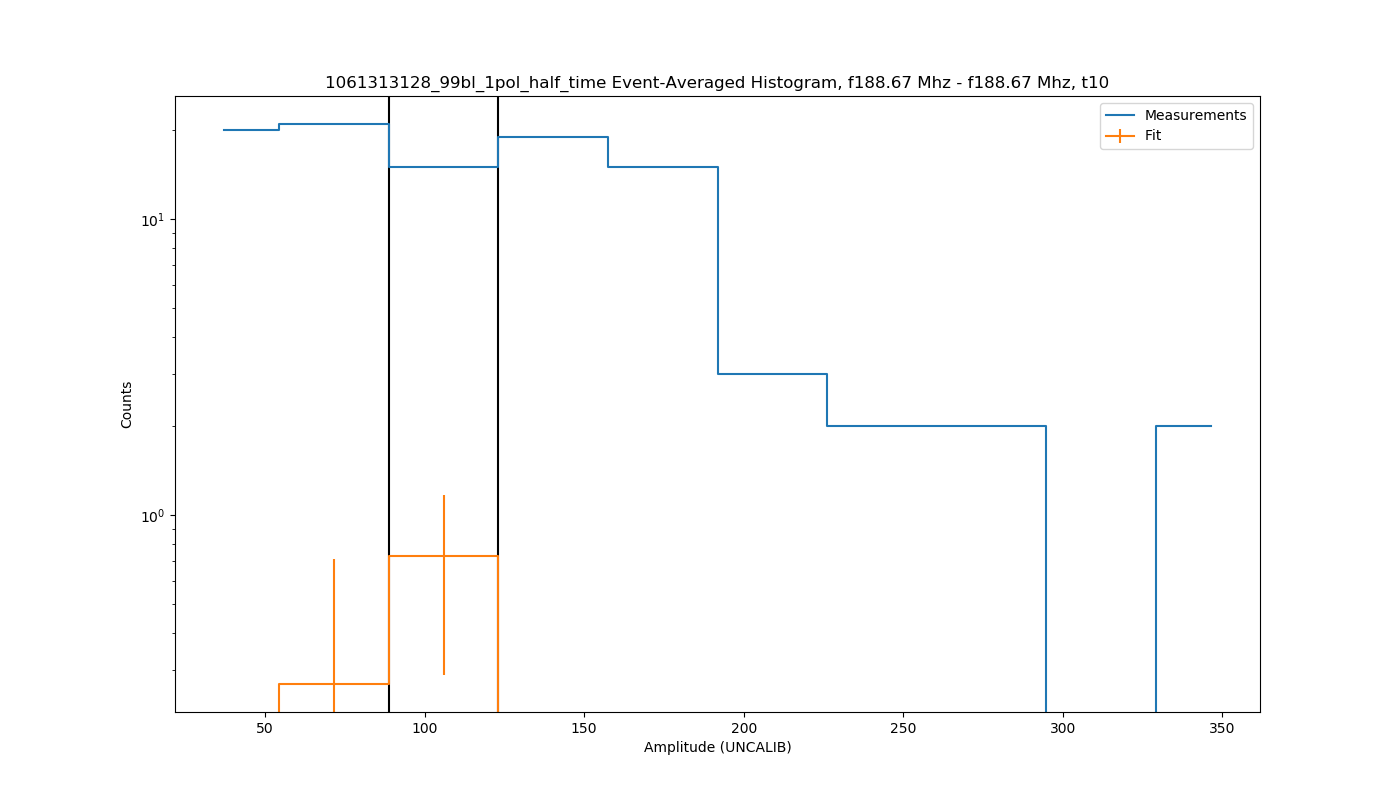 1061313128_99bl_1pol_half_time Event-Averaged Histogram, f188.67 Mhz - f188.67 Mhz, t10
Measurements
Fit
10¹
10⁰
Counts
50 100 150 200 250 300 350
Amplitude (UNCALIB)